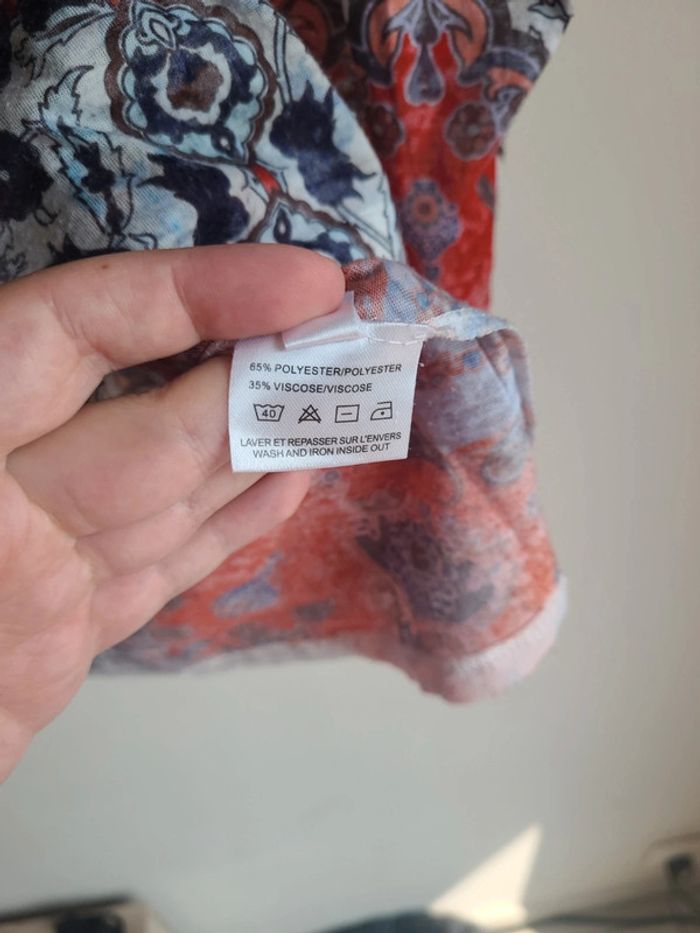 65% POLYESTER/POLYESTER
35% VISCOSE/VISCOSE
40
LAVER ET REPASSER SUR L'ENVERS
WASH AND IRON INSIDE OUT